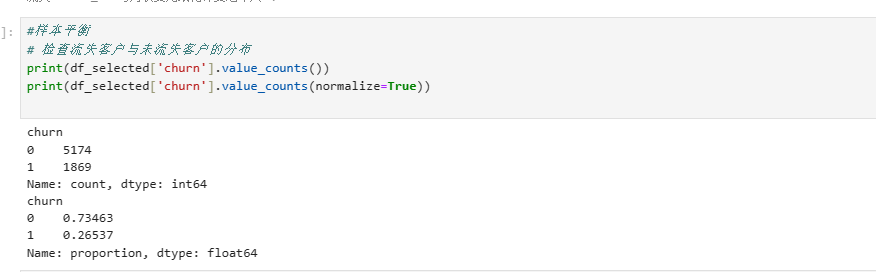 ]:
#样本平衡
# 检查流失客户与未流失客户的分布
print(df_selected['churn'].value_counts())
print(df_selected['churn'].value_counts(normalize=True))
churn
0    5174
1    1869
Name: count, dtype: int64
churn
0    0.73463
1    0.26537
Name: proportion, dtype: float64